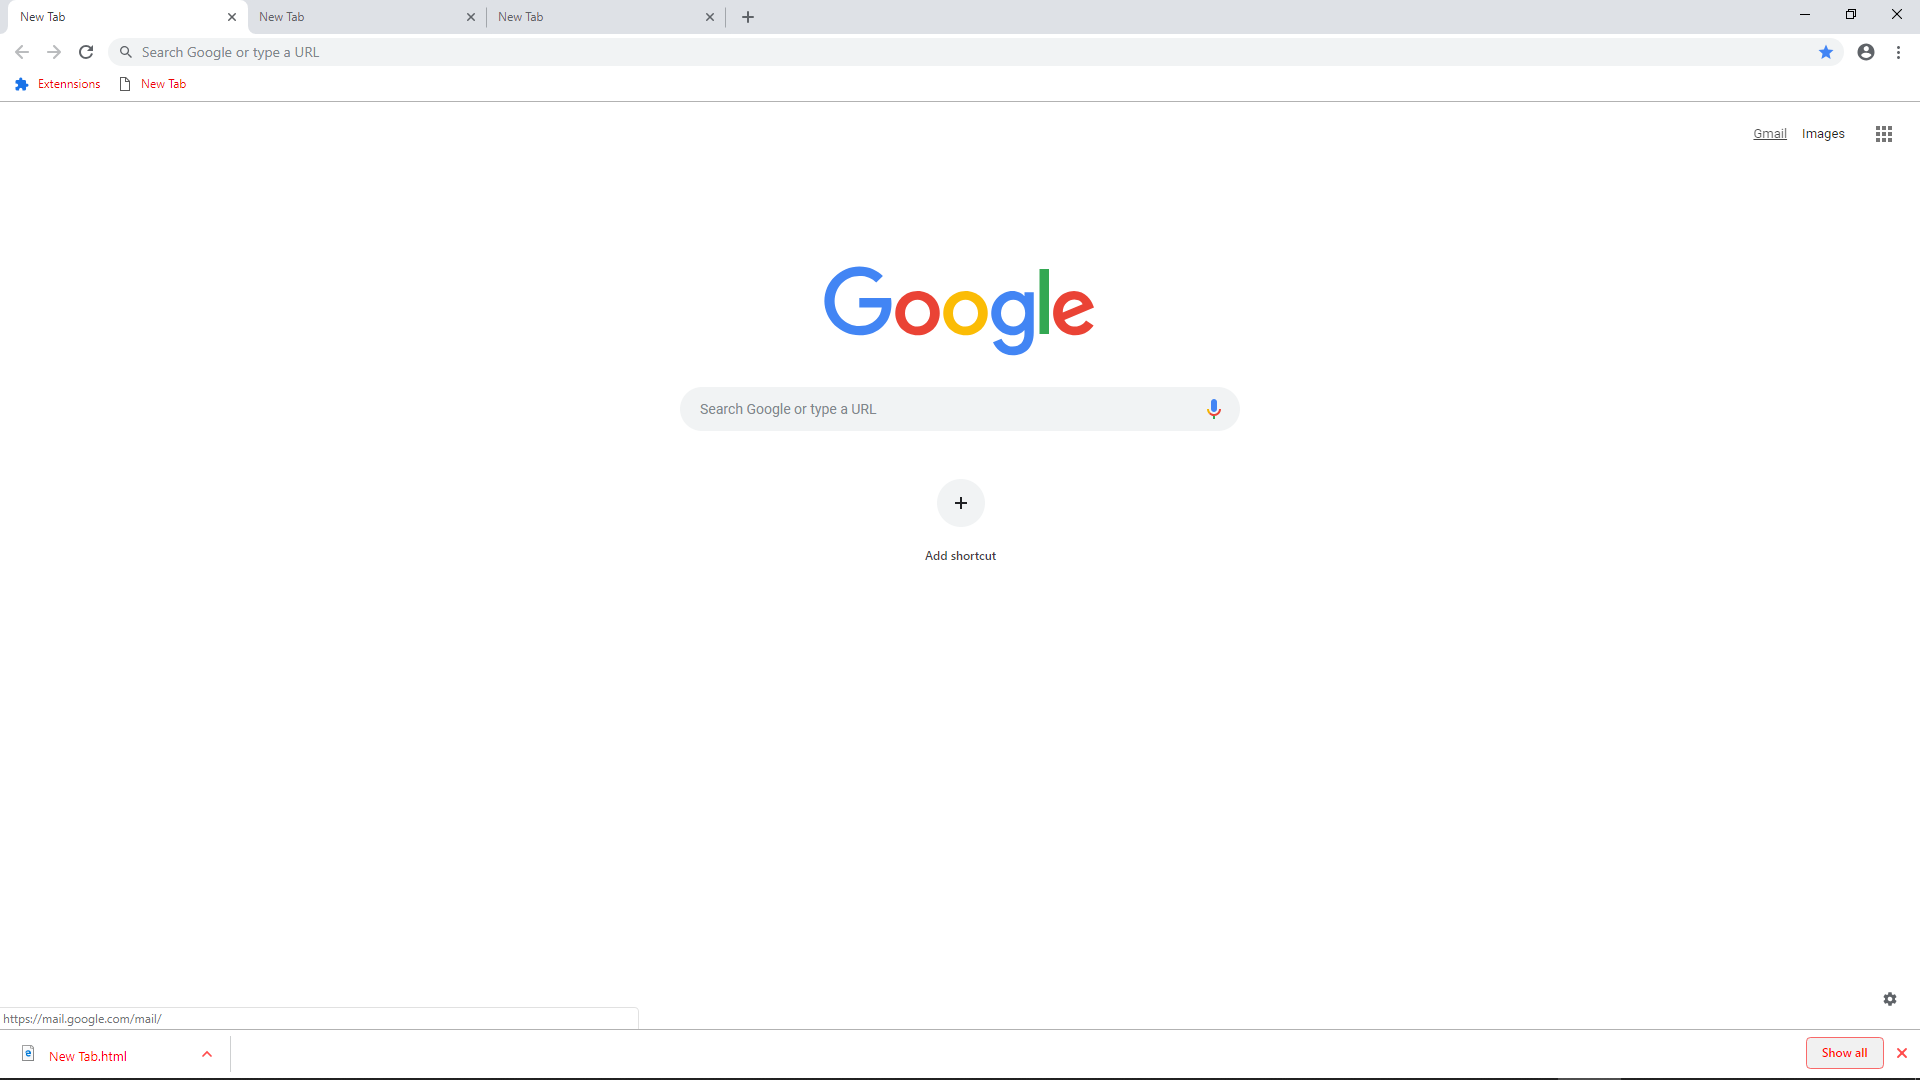 New Tab New Tab New Tab
Search Google or type a URL
Extennsions New Tab
Gmail Images
Google
Search Google or type a URL
Add shortcut
https://mail.google.com/mail/
New Tab.html Show all